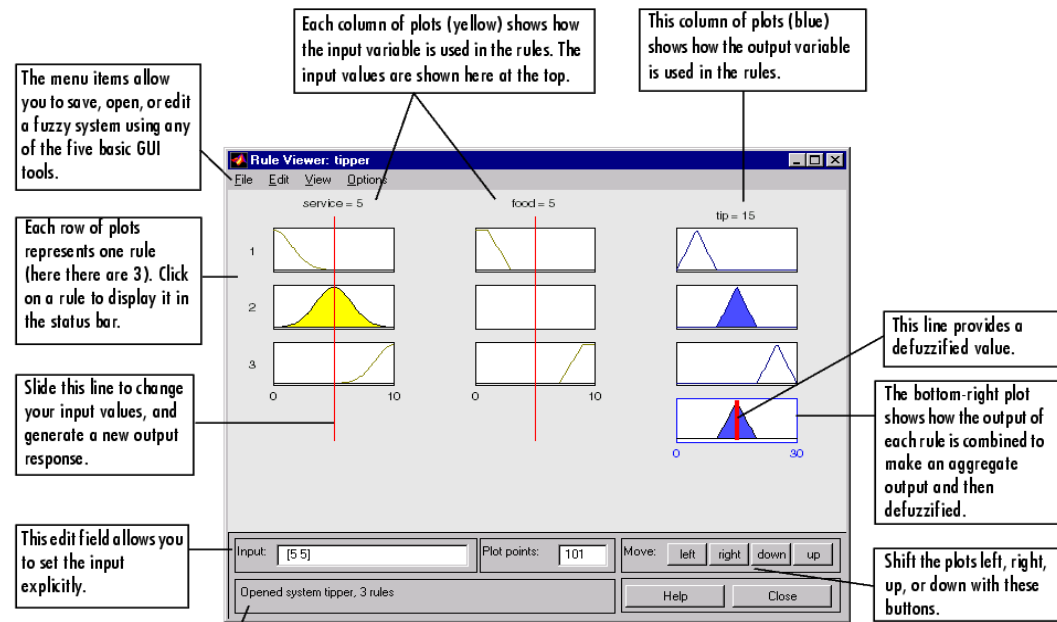 Each column of plots (yellow) shows how
the input variable is used in the rules. The
input values are shown here at the top.
This column of plots (blue)
shows how the output variable
is used in the rules.
The menu items allow
you to save, open, or edit
a fuzzy system using any
of the five basic GUI
tools.
Rule Viewer: tipper
File Edit View Options
service = 5
food = 5
tip = 15
Each row of plots
represents one rule
(here there are 3). Click
on a rule to display it in
the status bar.
1
2
3
0 10
0 10
0 30
This line provides a
defuzzified value.
Slide this line to change
your input values, and
generate a new output
response.
The bottom-right plot
shows how the output of
each rule is combined to
make an aggregate
output and then
defuzzified.
This edit field allows you
to set the input
explicitly.
Input: [5 5]
Plot points: 101
Move: left right down up
Opened system tipper, 3 rules
Help Close
Shift the plots left, right,
up, or down with these
buttons.